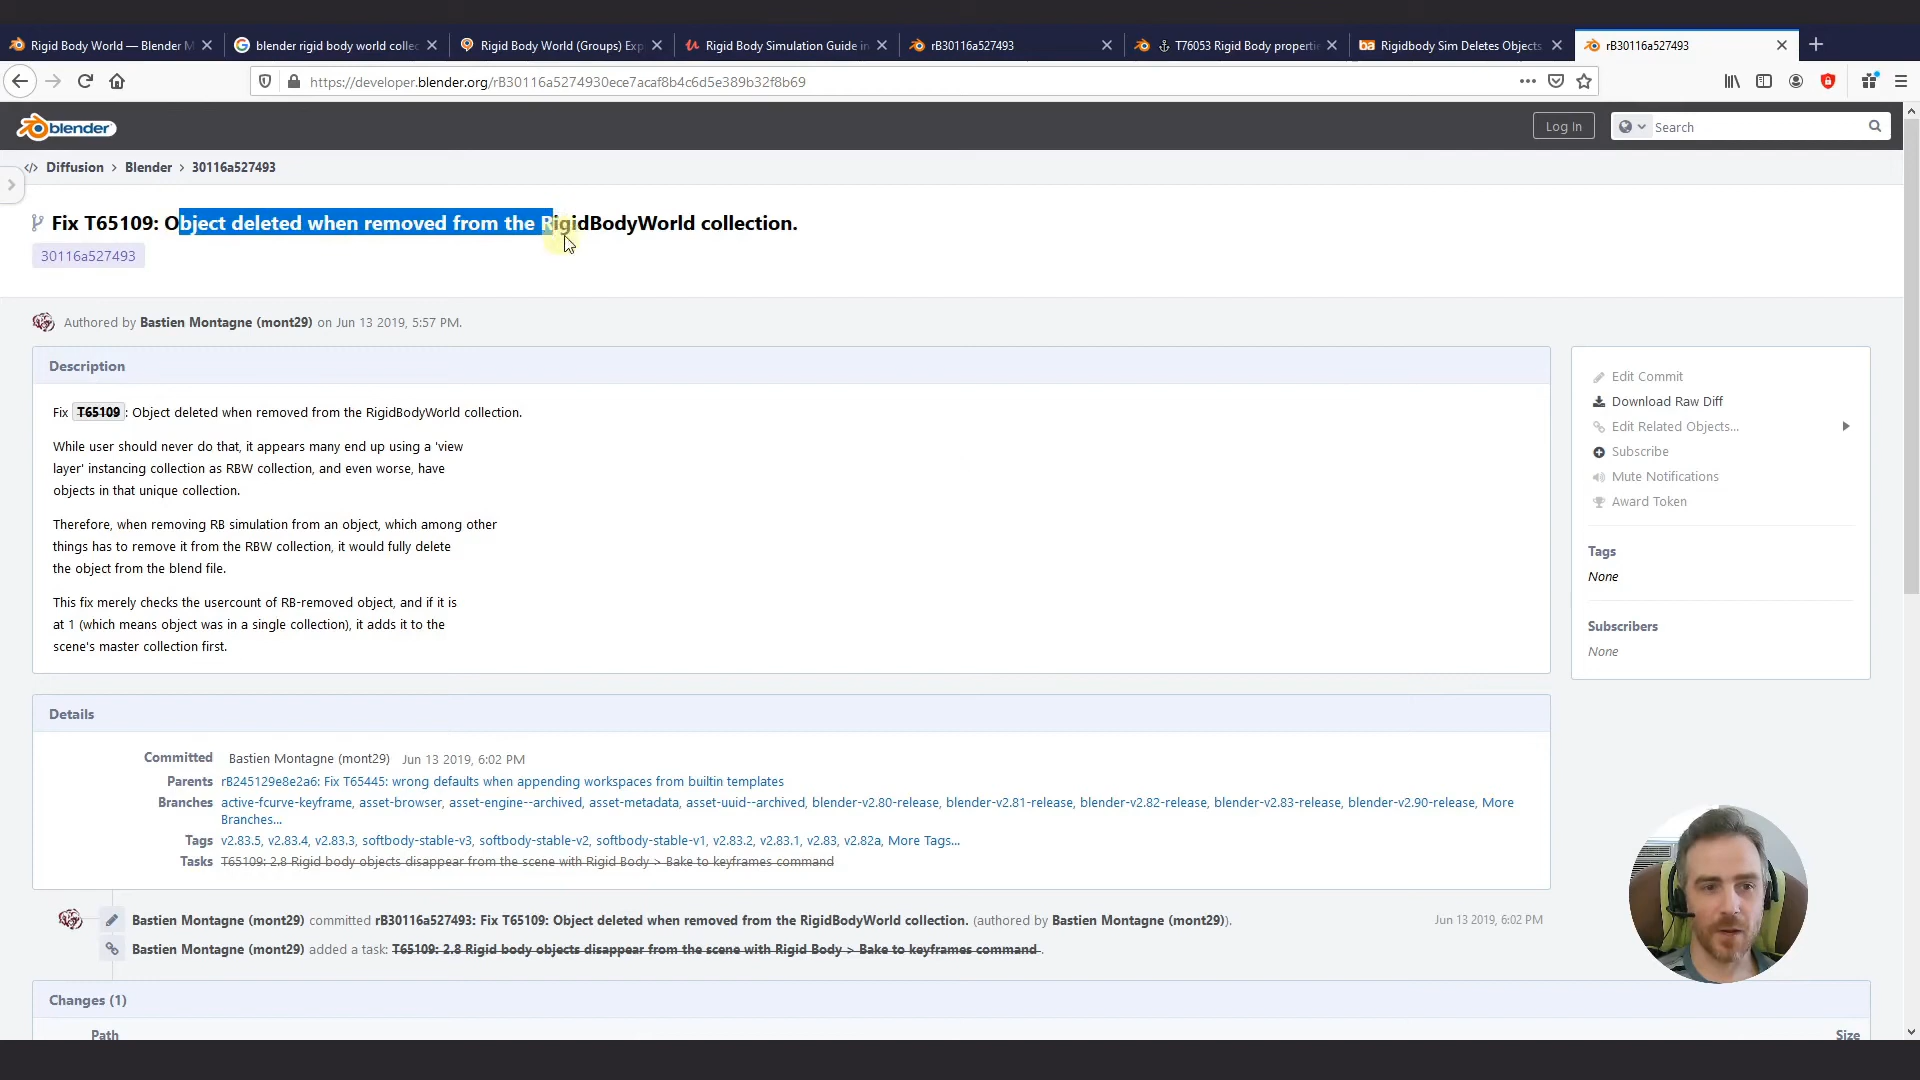 Rigid Body World — Blender M
blender rigid body world collec
Rigid Body World (Groups) Exp
Rigid Body Simulation Guide in
rB30116a527493
T76053 Rigid Body properti
Rigidbody Sim Deletes Objects
rB30116a527493
https://developer.blender.org/rB30116a5274930ece7acaf8b4c6d5e389b32f8b69
blender
Log In
Search
Diffusion > Blender > 30116a527493
Fix T65109: Object deleted when removed from the RigidBodyWorld collection.
30116a527493
Authored by Bastien Montagne (mont29) on Jun 13 2019, 5:57 PM.
Description
Fix T65109: Object deleted when removed from the RigidBodyWorld collection.
While user should never do that, it appears many end up using a 'view
layer' instancing collection as RBW collection, and even worse, have
objects in that unique collection.
Therefore, when removing RB simulation from an object, which among other
things has to remove it from the RBW collection, it would fully delete
the object from the blend file.
This fix merely checks the usercount of RB-removed object, and if it is
at 1 (which means object was in a single collection), it adds it to the
scene's master collection first.
Edit Commit
Download Raw Diff
Edit Related Objects...
Subscribe
Mute Notifications
Award Token
Tags
None
Subscribers
None
Details
Committed Bastien Montagne (mont29) Jun 13 2019, 6:02 PM
Parents rB245129e8e2a6: Fix T65445: wrong defaults when appending workspaces from builtin templates
Branches active-fcurve-keyframe, asset-browser, asset-engine--archived, asset-metadata, asset-uuid--archived, blender-v2.80-release, blender-v2.81-release, blender-v2.82-release, blender-v2.83-release, blender-v2.90-release, More
Branches...
Tags v2.83.5, v2.83.4, v2.83.3, softbody-stable-v3, softbody-stable-v2, softbody-stable-v1, v2.83.2, v2.83.1, v2.83, v2.82a, More Tags...
Tasks T65109: 2.8 Rigid body objects disappear from the scene with Rigid Body > Bake to keyframes command
Bastien Montagne (mont29) committed rB30116a527493: Fix T65109: Object deleted when removed from the RigidBodyWorld collection. (authored by Bastien Montagne (mont29)).
Jun 13 2019, 6:02 PM
Bastien Montagne (mont29) added a task: T65109: 2.8 Rigid body objects disappear from the scene with Rigid Body > Bake to keyframes command.
Changes (1)
Path
Size